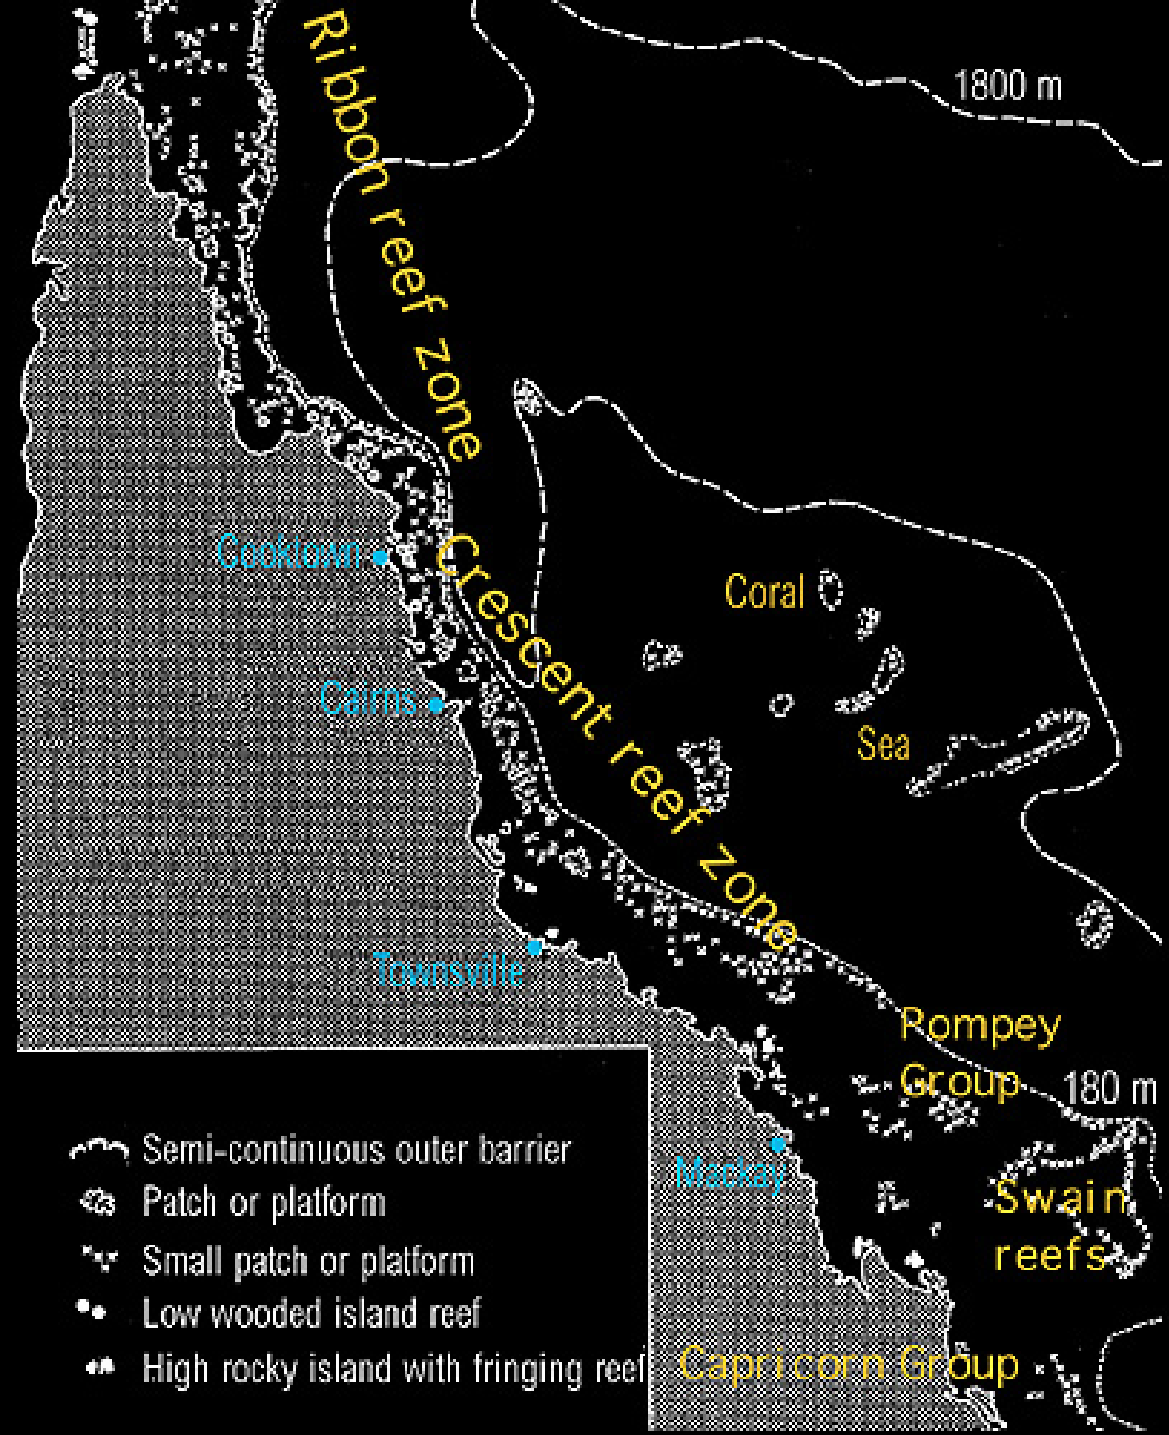 Ribbon reef zone
1800 m
Cooktown
Crescent reef zone
Coral
Cairns
Sea
Townsville
Pompey
Group
180 m
Semi-continuous outer barrier
Mackay
Patch or platform
Swain
reefs
Small patch or platform
Low wooded island reef
High rocky island with fringing reef
Capricorn Group